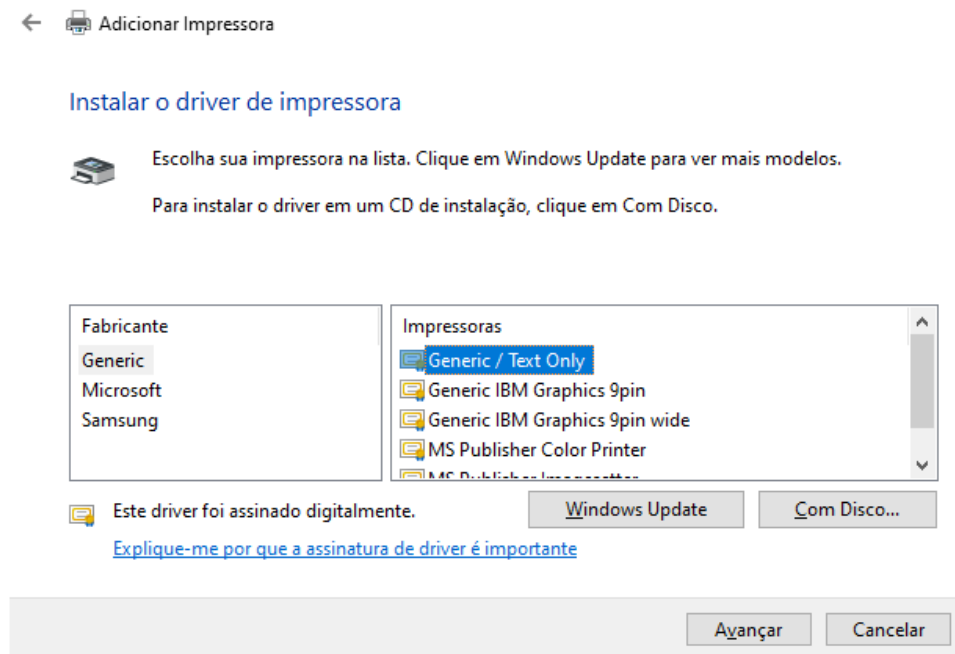 Adicionar Impressora
Instalar o driver de impressora
Escolha sua impressora na lista. Clique em Windows Update para ver mais modelos.
Para instalar o driver em um CD de instalação, clique em Com Disco.
Fabricante
Generic
Microsoft
Samsung
Impressoras
Generic / Text Only
Generic IBM Graphics 9pin
Generic IBM Graphics 9pin wide
MS Publisher Color Printer
MS Publisher Imagesetter
Este driver foi assinado digitalmente.
Windows Update
Com Disco...
Explique-me por que a assinatura de driver é importante
Avançar
Cancelar